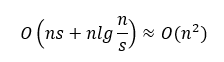 O(ns + nlg n/s) ≈ O(n²)